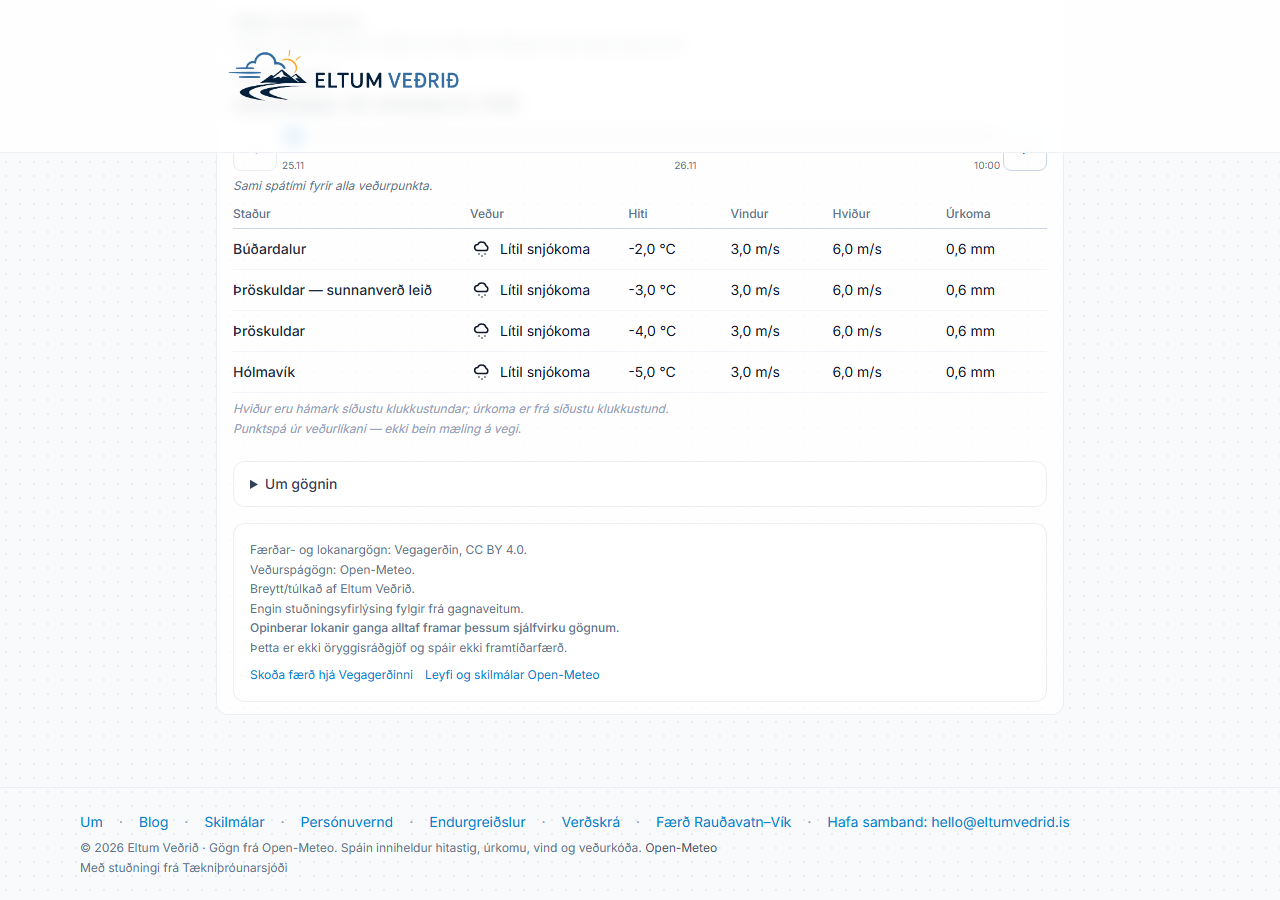 ELTUM VEÐRIÐ
25.11 26.11 10:00
Sami spátími fyrir alla veðurpunkta.
Staður Veður Hiti Vindur Hviður Úrkoma
Búðardalur Lítil snjókoma -2,0 °C 3,0 m/s 6,0 m/s 0,6 mm
Þröskuldar — sunnanverð leið Lítil snjókoma -3,0 °C 3,0 m/s 6,0 m/s 0,6 mm
Þröskuldar Lítil snjókoma -4,0 °C 3,0 m/s 6,0 m/s 0,6 mm
Hólmavík Lítil snjókoma -5,0 °C 3,0 m/s 6,0 m/s 0,6 mm
Hviður eru hámark síðustu klukkustundar; úrkoma er frá síðustu klukkustund.
Punktspá úr veðurlíkani — ekki bein mæling á vegi.
Um gögnin
Færðar- og lokanargögn: Vegagerðin, CC BY 4.0.
Veðurspágögn: Open-Meteo.
Breytt/túlkað af Eltum Veðrið.
Engin stuðningsyfirlýsing fylgir frá gagnaveitum.
Opinberar lokanir ganga alltaf framar þessum sjálfvirku gögnum.
Þetta er ekki öryggisráðgjöf og spáir ekki framtíðarfærð.
Skoða færð hjá Vegagerðinni Leyfi og skilmálar Open-Meteo
Um · Blog · Skilmálar · Persónuvernd · Endurgreiðslur · Verðskrá · Færð Rauðavatn–Vík · Hafa samband: hello@eltumvedrid.is
© 2026 Eltum Veðrið · Gögn frá Open-Meteo. Spáin inniheldur hitastig, úrkomu, vind og veðurkóða. Open-Meteo
Með stuðningi frá Tækniþróunarsjóði